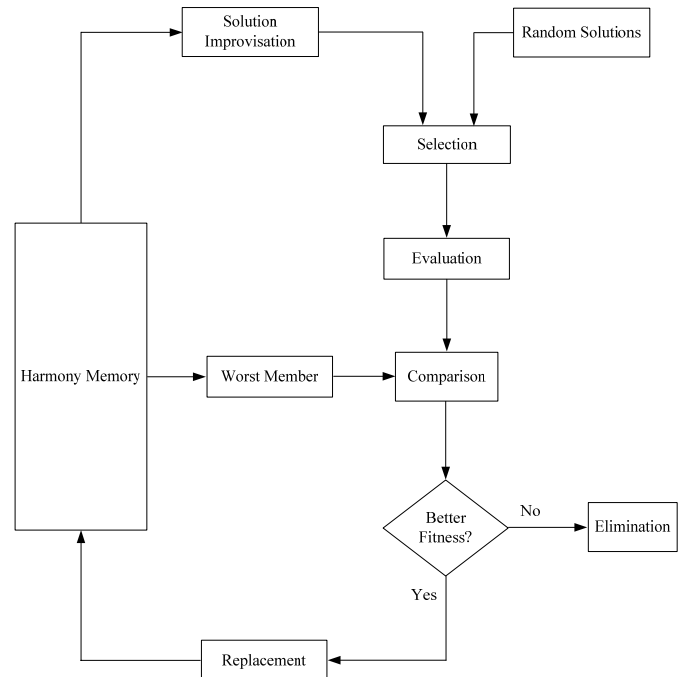 Solution
Improvisation
Random Solutions
Selection
Evaluation
Harmony Memory
Worst Member
Comparison
Better
Fitness?
No
Elimination
Yes
Replacement